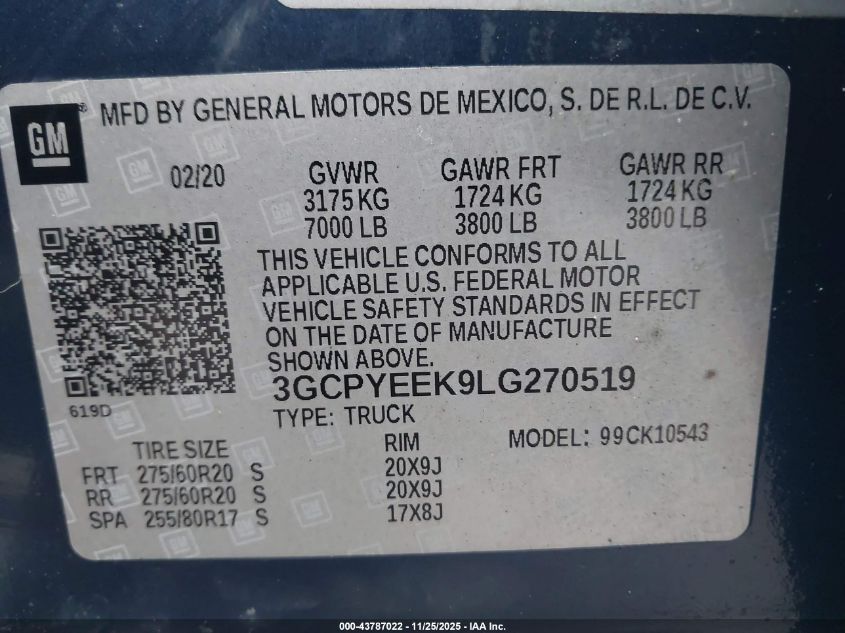 GM ® MFD BY GENERAL MOTORS DE MEXICO, S. DE R.L. DE C.V.
02/20 GVWR GAWR FRT GAWR RR
3175 KG 1724 KG 1724 KG
7000 LB 3800 LB 3800 LB
THIS VEHICLE CONFORMS TO ALL
APPLICABLE U.S. FEDERAL MOTOR
VEHICLE SAFETY STANDARDS IN EFFECT
ON THE DATE OF MANUFACTURE
SHOWN ABOVE.
3GCPYEEK9LG270519
619D
TYPE: TRUCK MODEL: 99CK10543
TIRE SIZE RIM
FRT 275/60R20 S 20X9J
RR 275/60R20 S 20X9J
SPA 255/80R17 S 17X8J
000-43787022 - 11/25/2025 - IAA Inc.